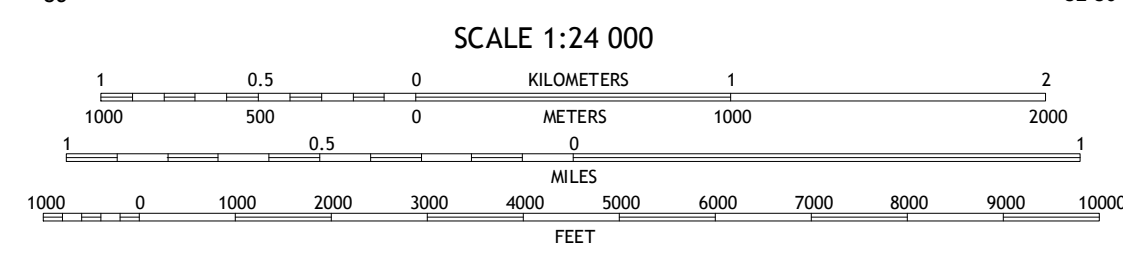 SCALE 1:24 000
1 0.5 0 KILOMETERS 1 2
1000 500 0 METERS 1000 2000
1 0.5 0 1
MILES
1000 0 1000 2000 3000 4000 5000 6000 7000 8000 9000 10000
FEET